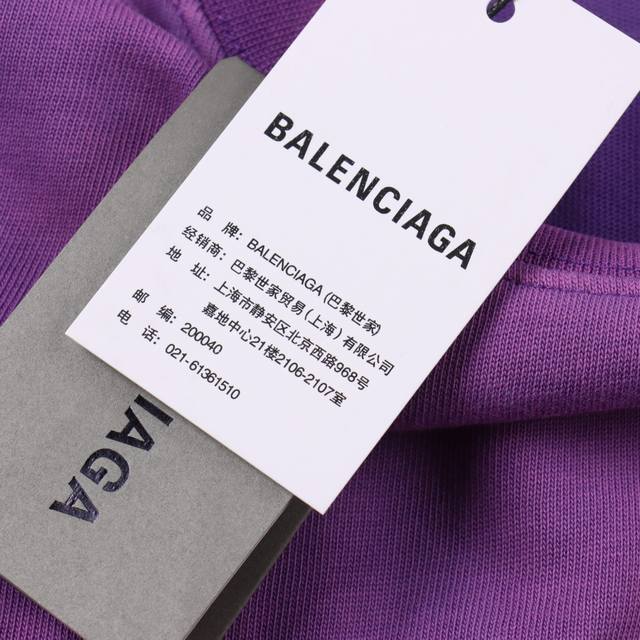 BALENCIAGA
品 牌: BALENCIAGA (巴黎世家)
经销商: 巴黎世家贸易(上海)有限公司
地 址: 上海市静安区北京西路968号
嘉地中心21楼2106-2107室
邮 编: 200040
电 话: 021-61361510
IAGA